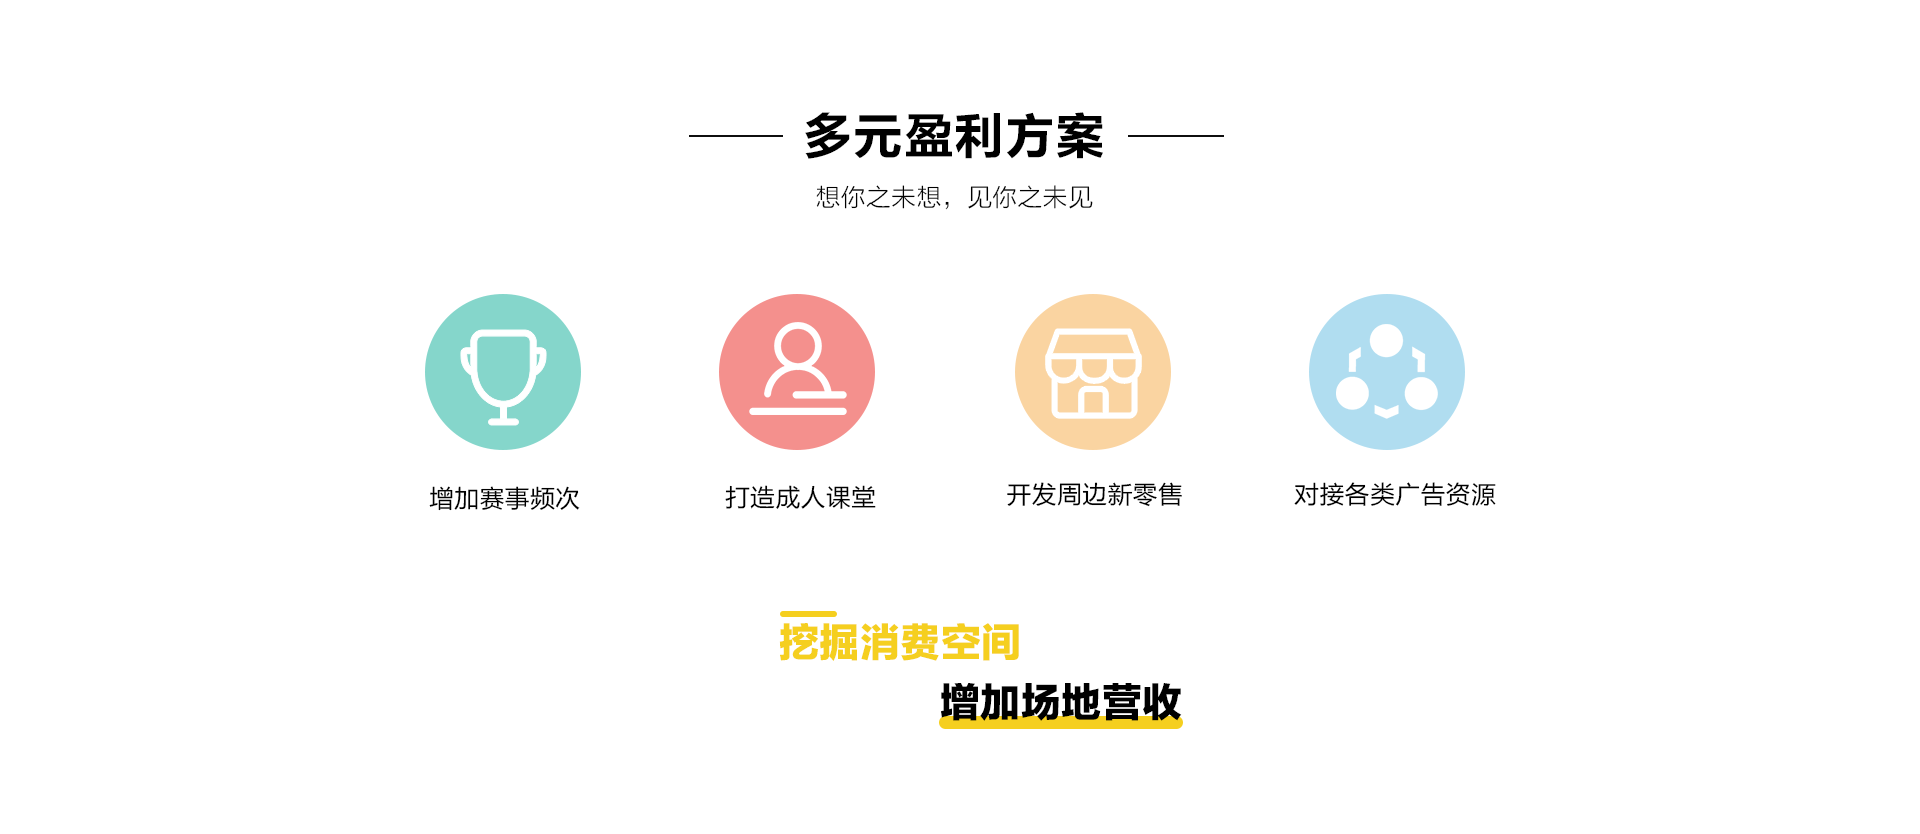 多元盈利方案
想你之未想，见你之未见
增加赛事频次
打造成人课堂
开发周边新零售
对接各类广告资源
挖掘消费空间
增加场地营收